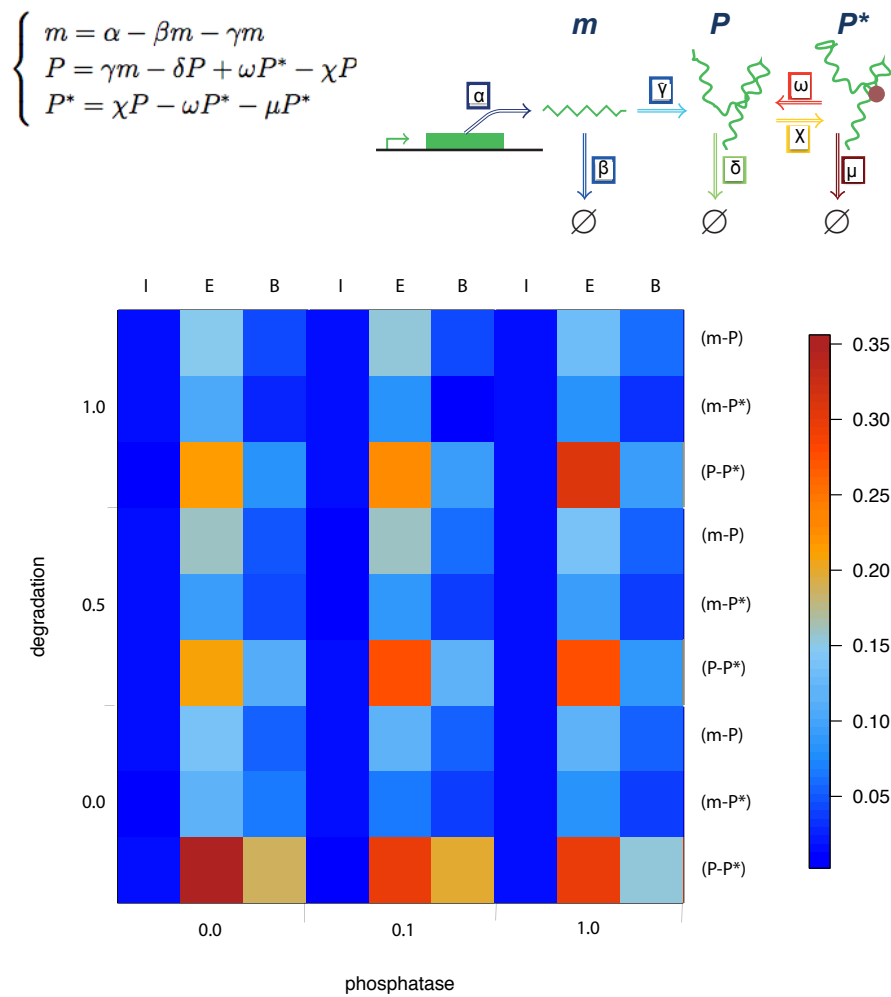 m = α − βm − γm
P = γm − δP + ωP* − χP
P* = χP − ωP* − μP*
m P P*
α γ̂ ω
χ
β δ μ
∅ ∅ ∅
I E B I E B I E B
(m-P)
1.0 (m-P*)
(P-P*)
(m-P)
0.5 (m-P*)
(P-P*)
(m-P)
0.0 (m-P*)
(P-P*)
degradation
0.0 0.1 1.0
phosphatase
0.35
0.30
0.25
0.20
0.15
0.10
0.05